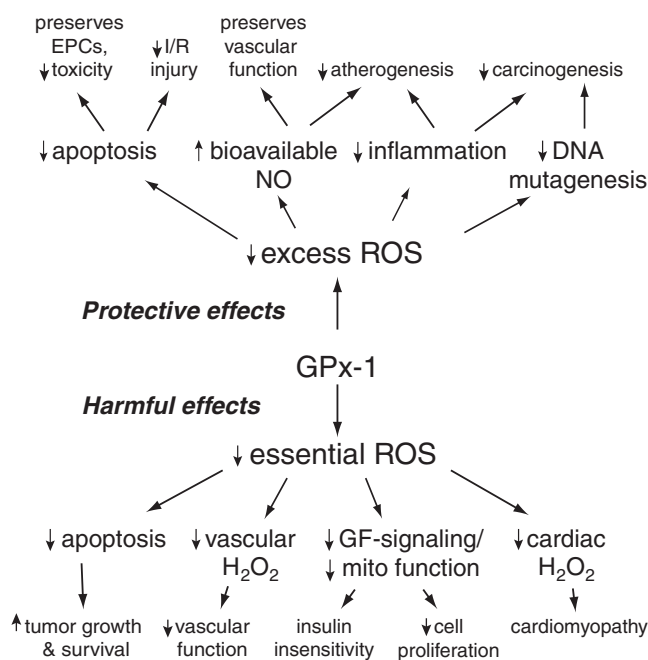 preserves
EPCs,
↓toxicity
↓I/R
injury
preserves
vascular
function
↓atherogenesis
↓carcinogenesis
↓apoptosis
↑ bioavailable
NO
↓inflammation
↓DNA
mutagenesis
↓excess ROS
Protective effects
GPx-1
Harmful effects
↓essential ROS
↓apoptosis
↓vascular
H₂O₂
↓GF-signaling/
↓mito function
↓cardiac
H₂O₂
↑tumor growth
& survival
↓vascular
function
insulin
insensitivity
↓cell
proliferation
cardiomyopathy